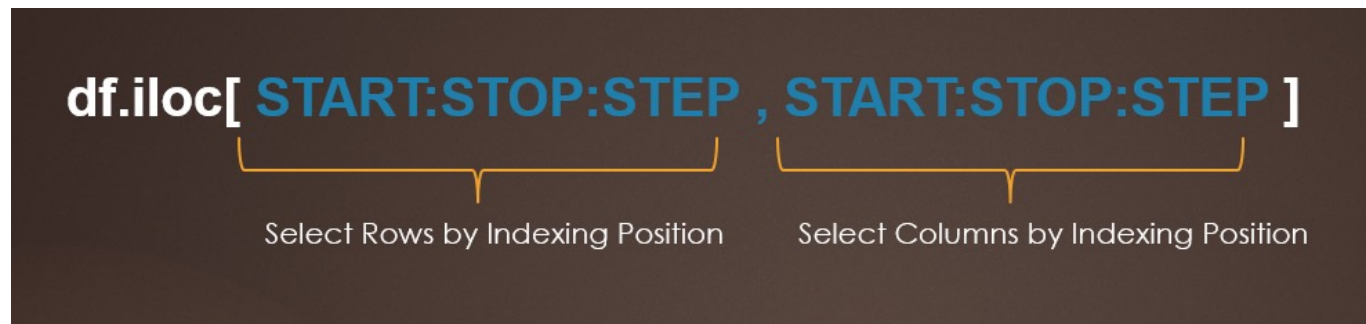 df.iloc[ START:STOP:STEP , START:STOP:STEP ]
Select Rows by Indexing Position Select Columns by Indexing Position